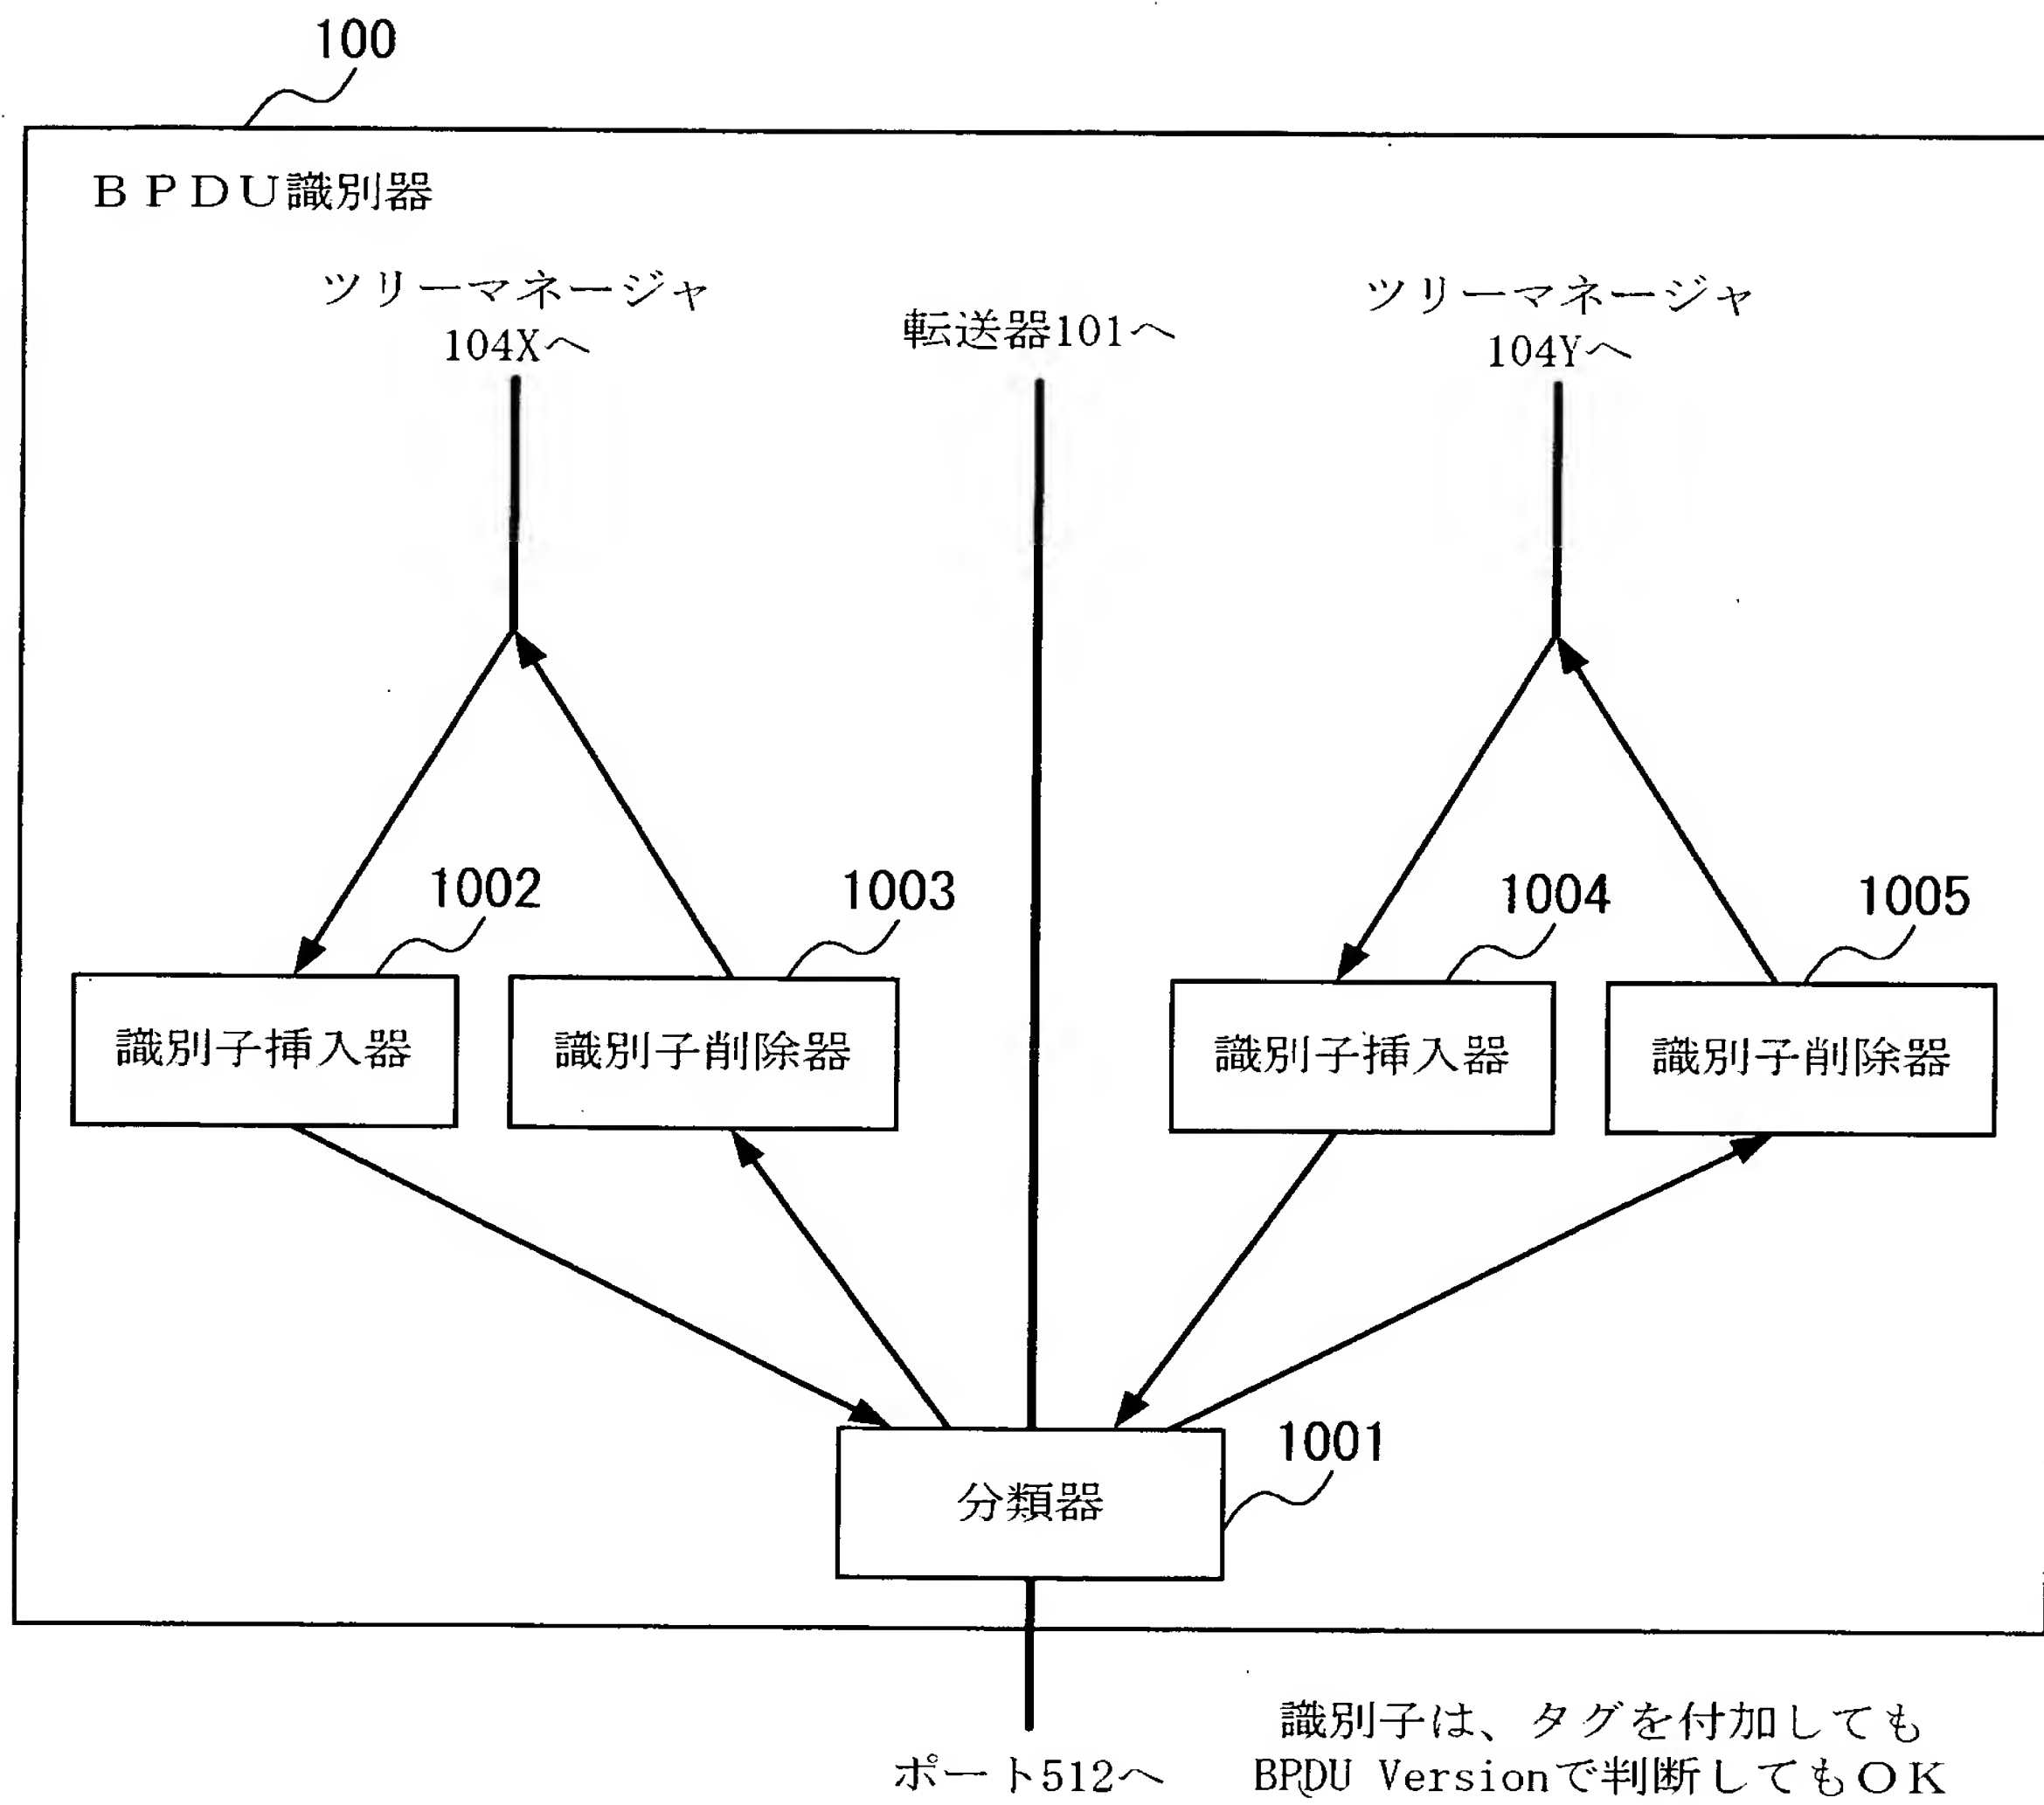 100
ＢＰＤＵ識別器
ツリーマネージャ
104Xへ
転送器101へ
ツリーマネージャ
104Yへ
1002
1003
1004
1005
識別子挿入器
識別子削除器
識別子挿入器
識別子削除器
1001
分類器
ポート512へ
識別子は、タグを付加しても
BPDU Versionで判断してもＯＫ